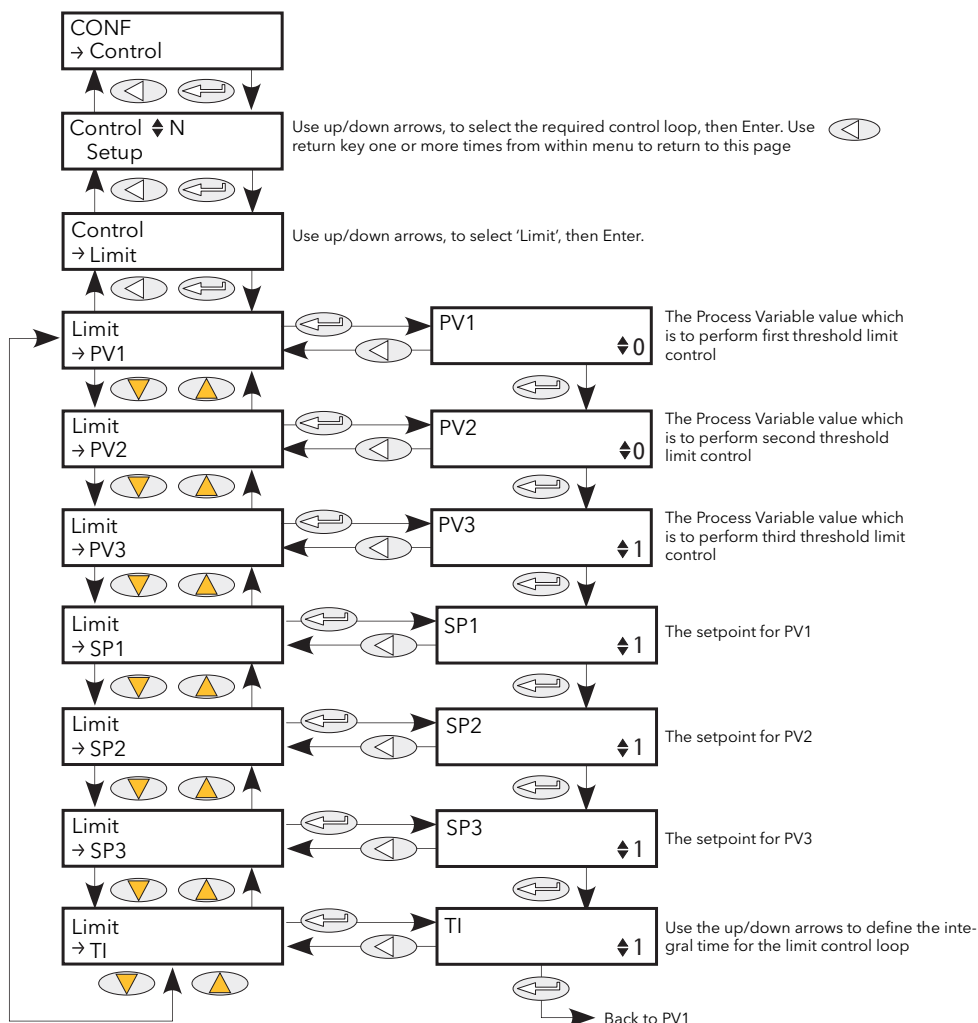 CONF
→ Control
Control ♦ N
Setup
Use up/down arrows, to select the required control loop, then Enter. Use
return key one or more times from within menu to return to this page
Control
→ Limit
Use up/down arrows, to select ‘Limit’, then Enter.
Limit
→ PV1
PV1
♦0
The Process Variable value which
is to perform first threshold limit
control
Limit
→ PV2
PV2
♦0
The Process Variable value which
is to perform second threshold
limit control
Limit
→ PV3
PV3
♦1
The Process Variable value which
is to perform third threshold limit
control
Limit
→ SP1
SP1
♦1
The setpoint for PV1
Limit
→ SP2
SP2
♦1
The setpoint for PV2
Limit
→ SP3
SP3
♦1
The setpoint for PV3
Limit
→ TI
TI
♦1
Use the up/down arrows to define the inte-
gral time for the limit control loop
Back to PV1